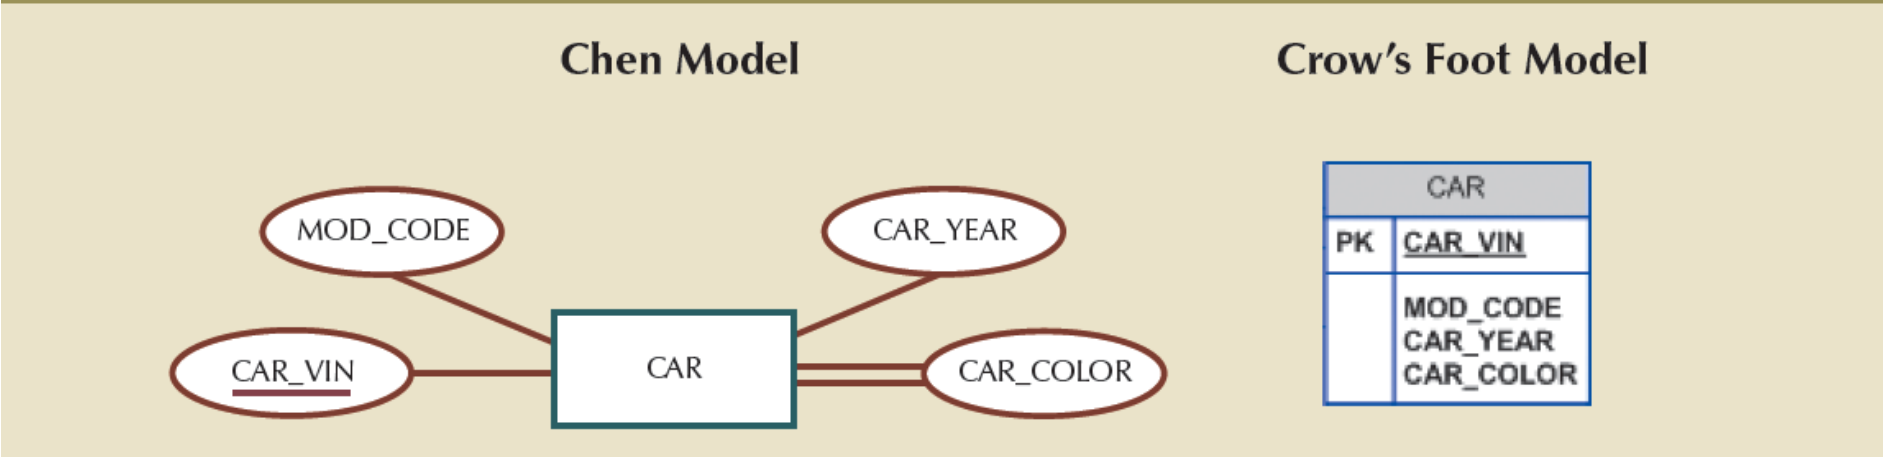 Chen Model
Crow's Foot Model
MOD_CODE
CAR_YEAR
CAR_VIN
CAR
CAR_COLOR
CAR
PK CAR_VIN
MOD_CODE
CAR_YEAR
CAR_COLOR